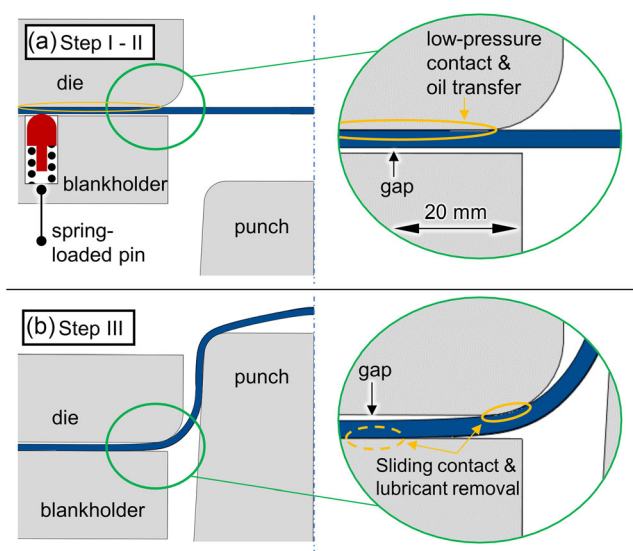 (a) Step I - II
die
blankholder
spring-
loaded pin
punch
low-pressure
contact &
oil transfer
gap
20 mm
(b) Step III
die
blankholder
punch
gap
Sliding contact &
lubricant removal